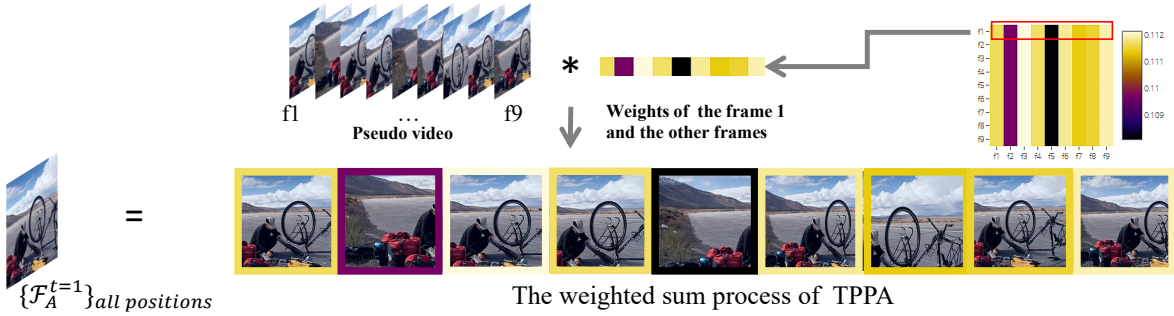 f1
...
f9
Pseudo video
*
Weights of the frame 1
and the other frames
f1
f2
f3
f4
f5
f6
f7
f8
f9
f1 f2 f3 f4 f5 f6 f7 f8 f9
0.112
0.111
0.11
0.109
=
{ℱ_A^{t=1}}_{all positions}
The weighted sum process of TPPA